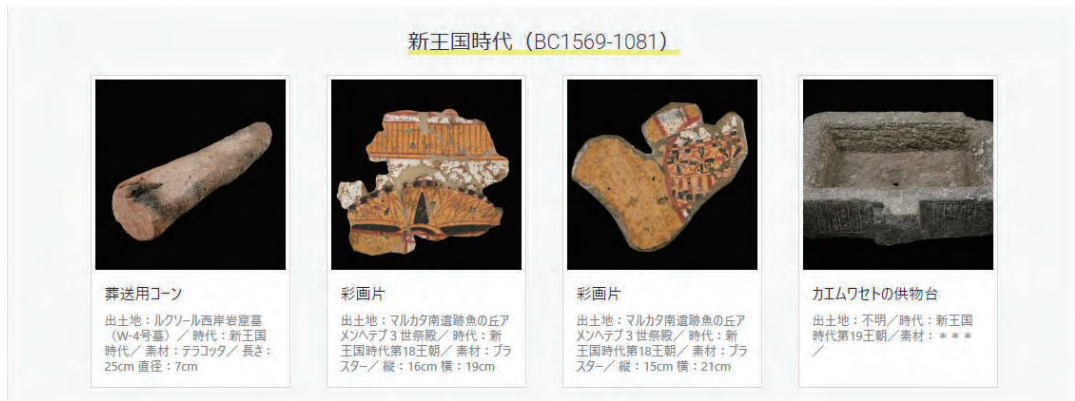 新王国時代（BC1569-1081）
葬送用コーン
出土地：ルクソール西岸岩窟墓
（W-4号墓）／ 時代：新王国
時代／ 素材：テラコッタ／ 長さ：
25cm 直径：7cm
彩画片
出土地：マルカタ南遺跡魚の丘ア
メンヘテプ３世祭殿／ 時代：新
王国時代第18王朝／ 素材：プラ
スター／ 縦：16cm 横：19cm
彩画片
出土地：マルカタ南遺跡魚の丘ア
メンヘテプ３世祭殿／ 時代：新
王国時代第18王朝／ 素材：プラ
スター／ 縦：15cm 横：21cm
カエムワセトの供物台
出土地：不明／時代：新王国
時代第19王朝／素材：＊＊＊
／